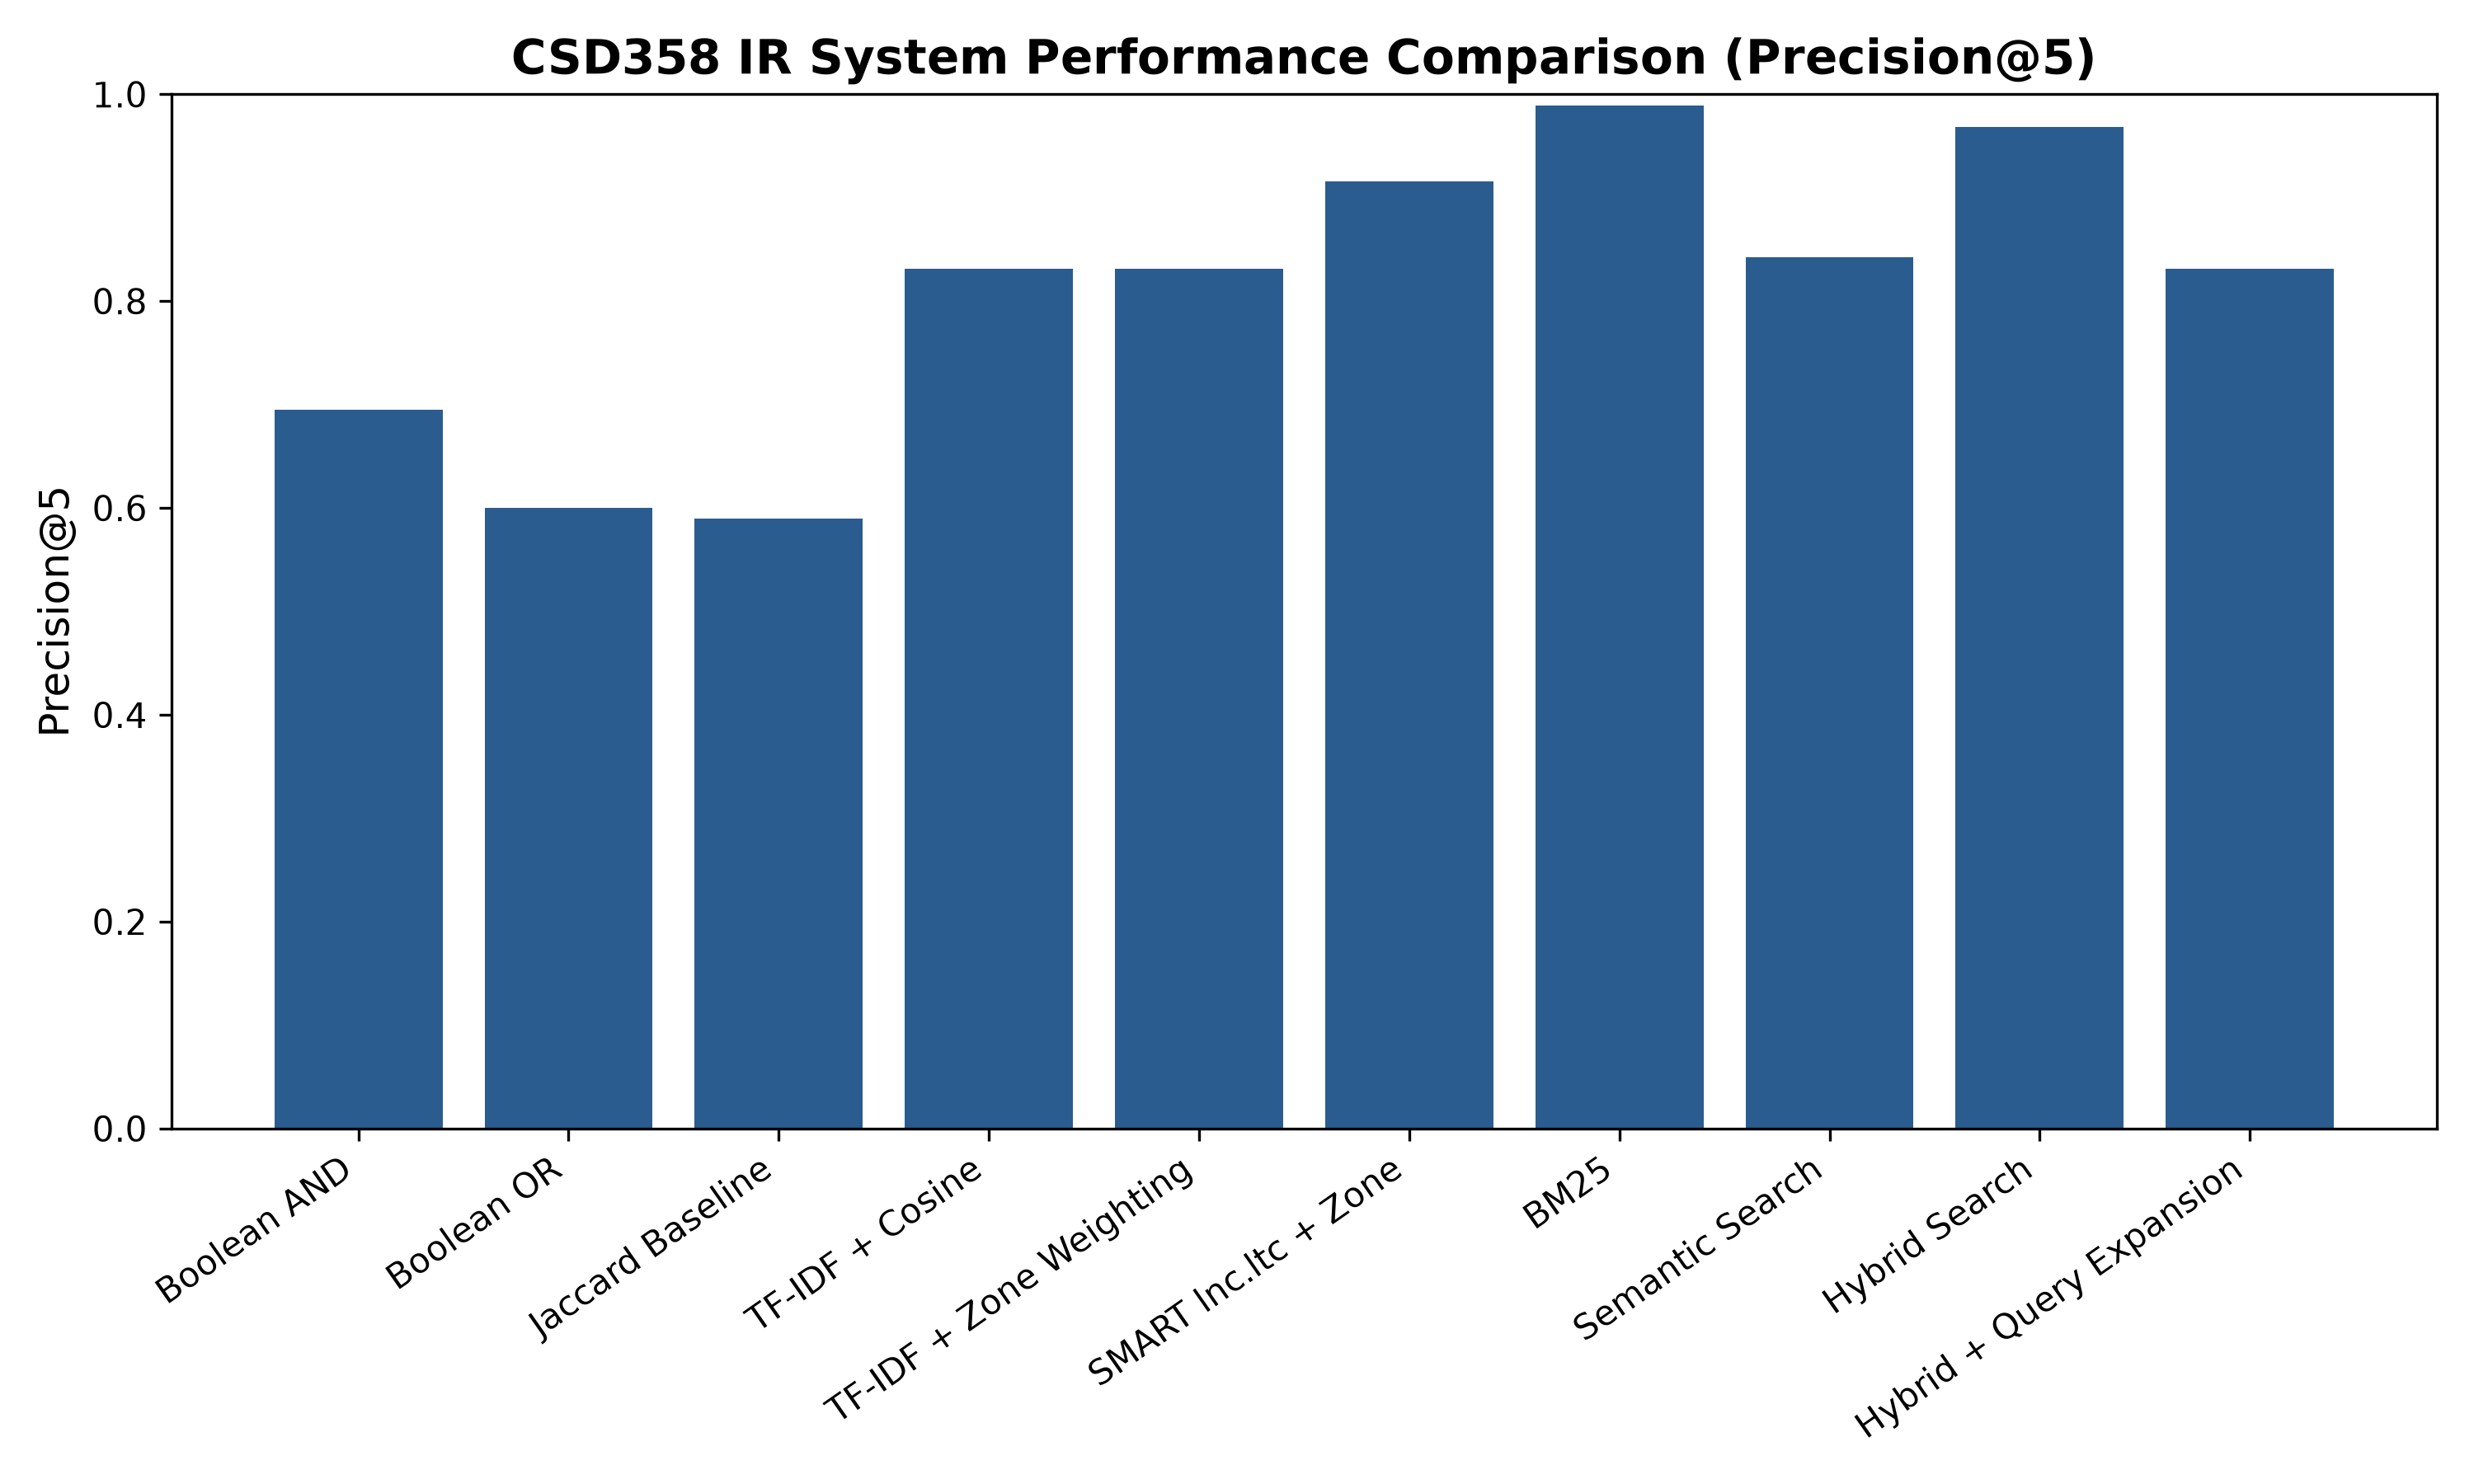 CSD358 IR System Performance Comparison (Precision@5)
Precision@5
1.0
0.8
0.6
0.4
0.2
0.0
Boolean AND
Boolean OR
Jaccard Baseline
TF-IDF + Cosine
TF-IDF + Zone Weighting
SMART lnc.ltc + Zone
BM25
Semantic Search
Hybrid Search
Hybrid + Query Expansion